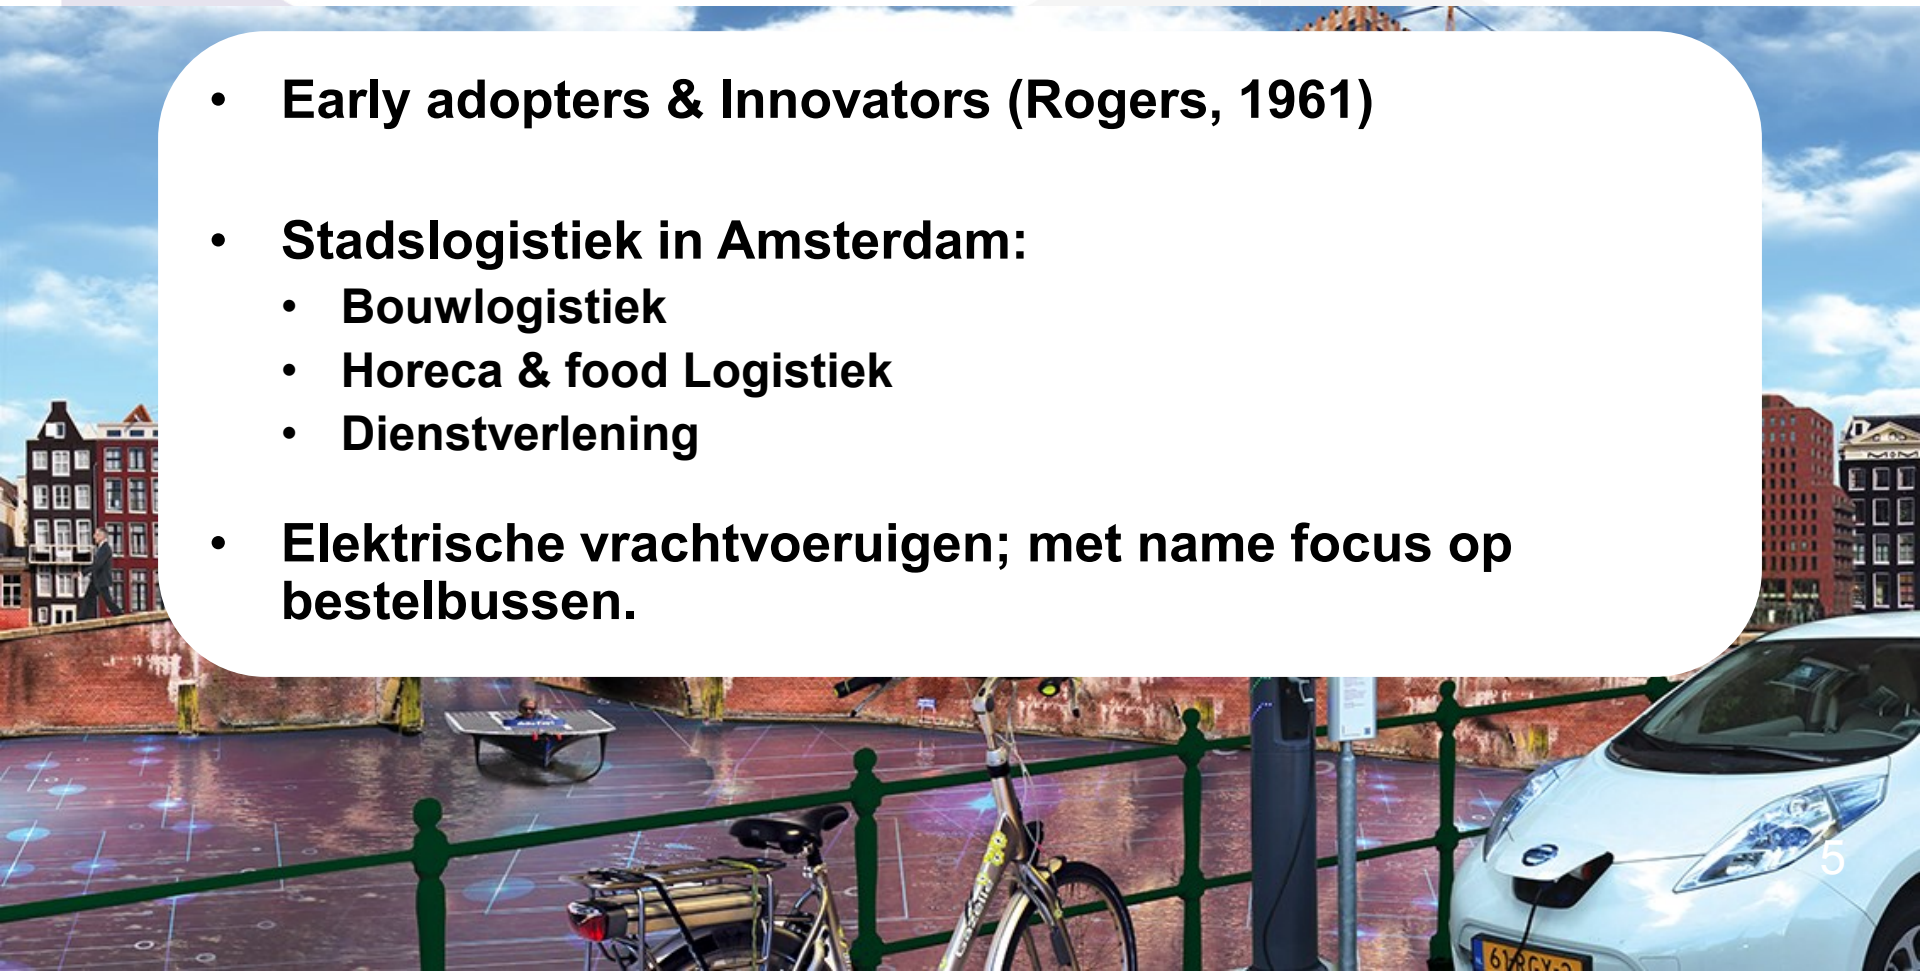 • Early adopters & Innovators (Rogers, 1961)
• Stadslogistiek in Amsterdam:
• Bouwlogistiek
• Horeca & food Logistiek
• Dienstverlening
• Elektrische vrachtvoeruigen; met name focus op
bestelbussen.
5